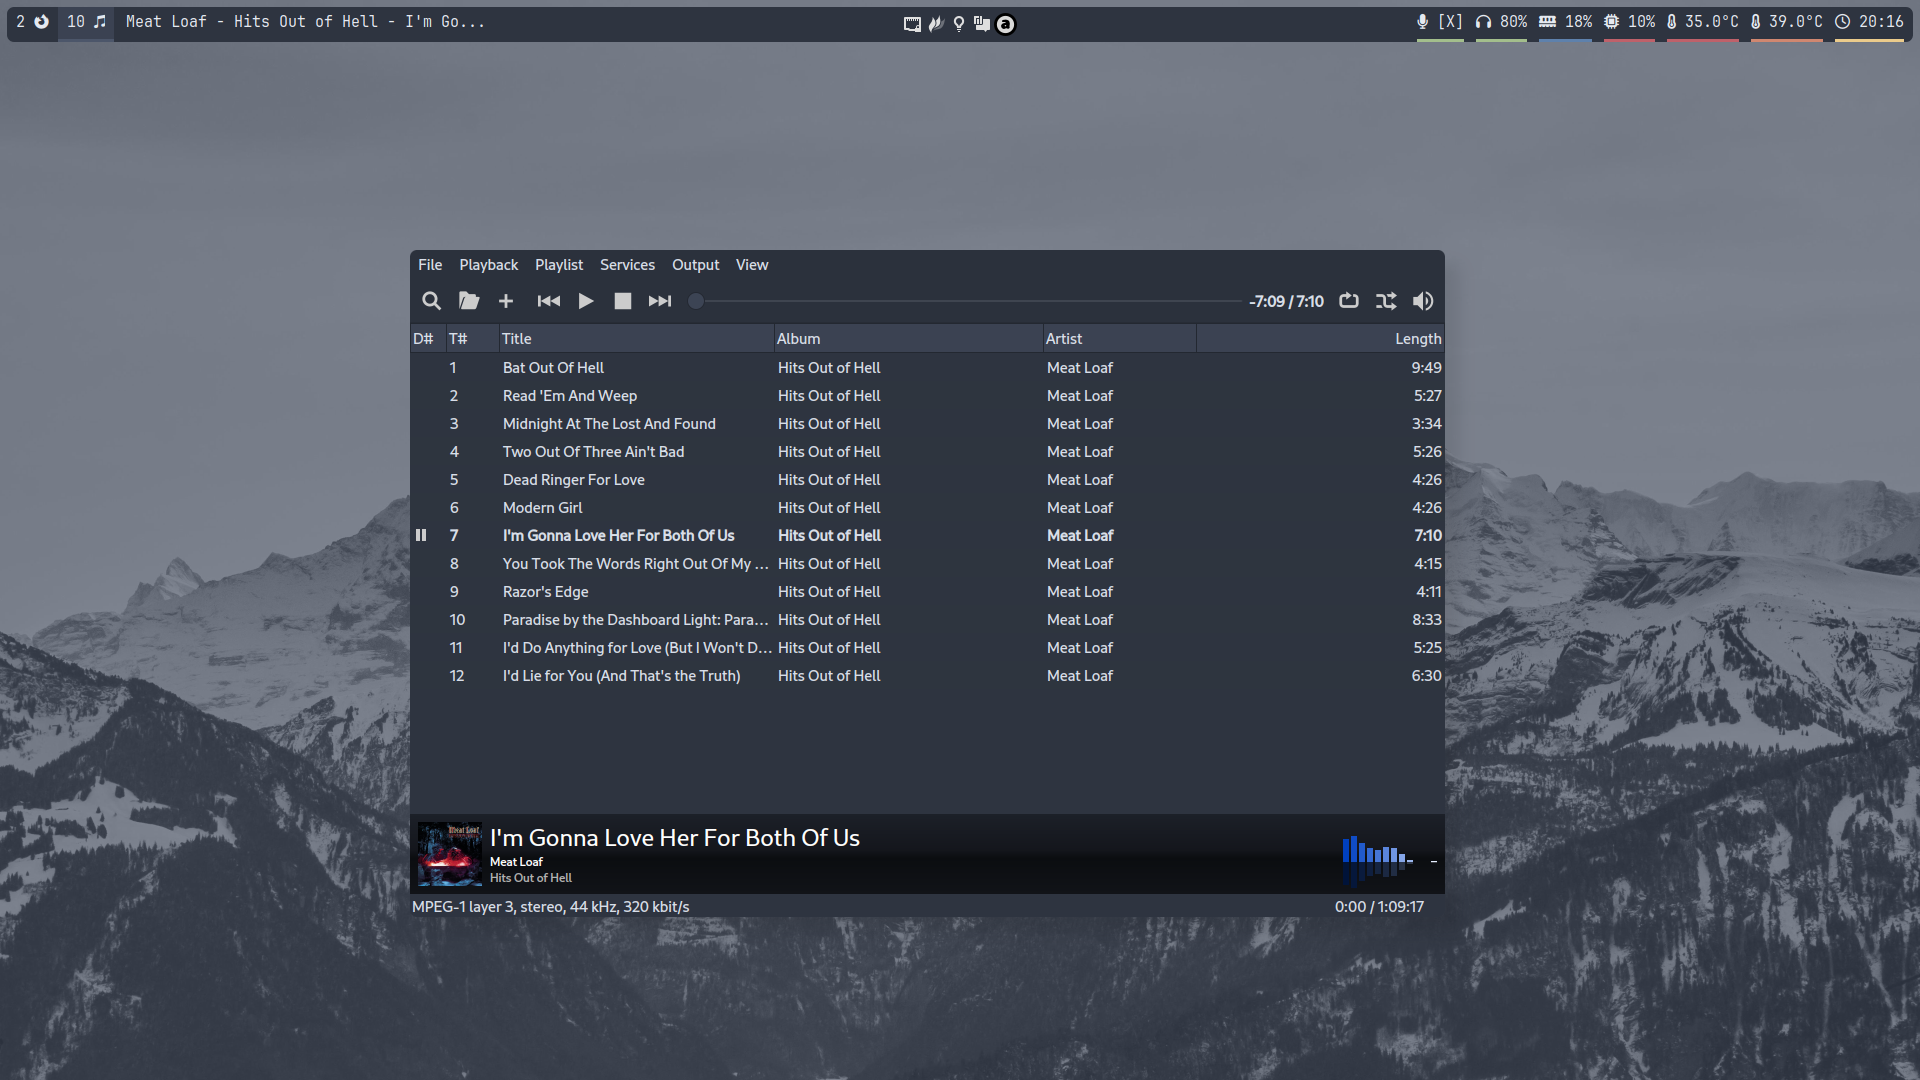 2 10 Meat Loaf - Hits Out of Hell - I'm Go... a [X] 80% 18% 10% 35.0°C 39.0°C 20:16
File Playback Playlist Services Output View
-7:09 / 7:10
D# T# Title Album Artist Length
1 Bat Out Of Hell Hits Out of Hell Meat Loaf 9:49
2 Read 'Em And Weep Hits Out of Hell Meat Loaf 5:27
3 Midnight At The Lost And Found Hits Out of Hell Meat Loaf 3:34
4 Two Out Of Three Ain't Bad Hits Out of Hell Meat Loaf 5:26
5 Dead Ringer For Love Hits Out of Hell Meat Loaf 4:26
6 Modern Girl Hits Out of Hell Meat Loaf 4:26
7 I'm Gonna Love Her For Both Of Us Hits Out of Hell Meat Loaf 7:10
8 You Took The Words Right Out Of My ... Hits Out of Hell Meat Loaf 4:15
9 Razor's Edge Hits Out of Hell Meat Loaf 4:11
10 Paradise by the Dashboard Light: Para... Hits Out of Hell Meat Loaf 8:33
11 I'd Do Anything for Love (But I Won't D... Hits Out of Hell Meat Loaf 5:25
12 I'd Lie for You (And That's the Truth) Hits Out of Hell Meat Loaf 6:30
Meat Loaf
I'm Gonna Love Her For Both Of Us
Meat Loaf
Hits Out of Hell
MPEG-1 layer 3, stereo, 44 kHz, 320 kbit/s 0:00 / 1:09:17